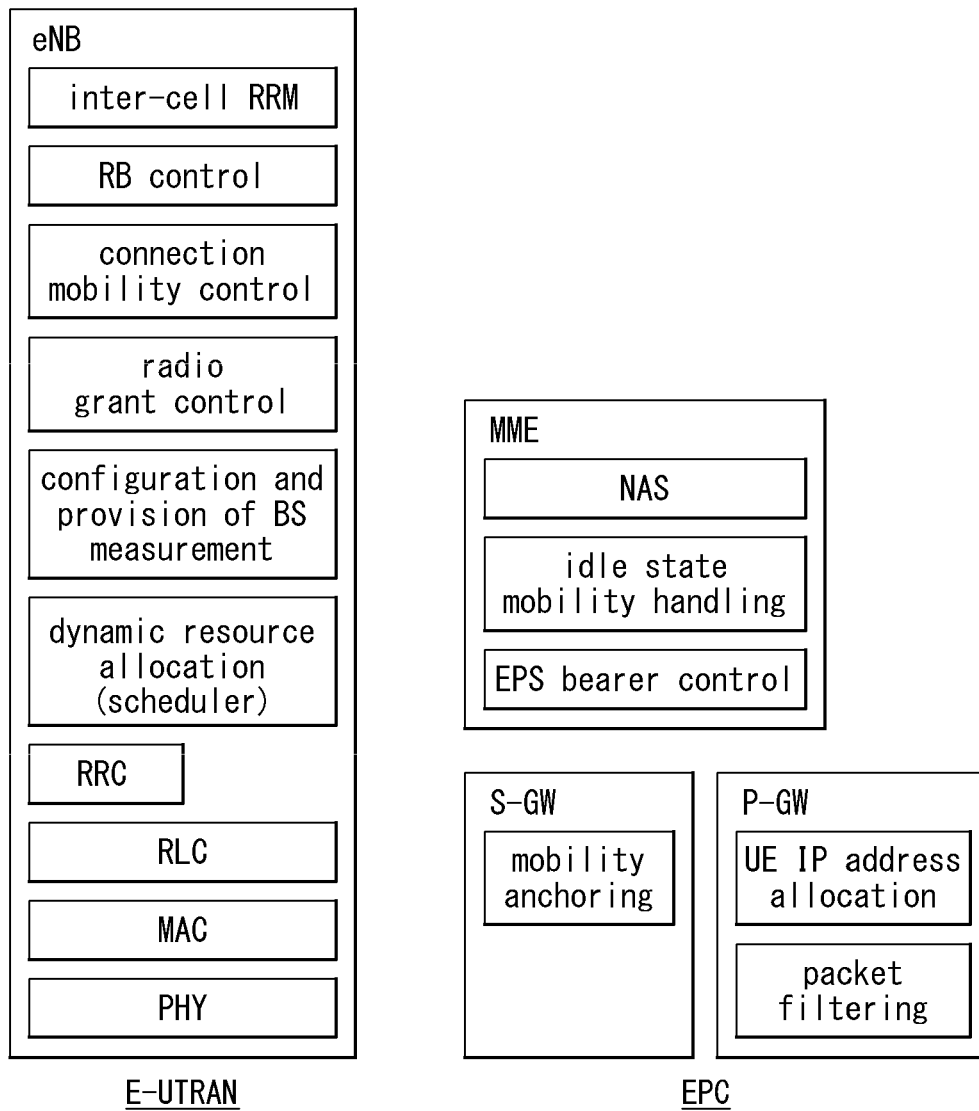 eNB
inter-cell RRM
RB control
connection
mobility control
radio
grant control
configuration and
provision of BS
measurement
dynamic resource
allocation
(scheduler)
RRC
RLC
MAC
PHY
E-UTRAN
MME
NAS
idle state
mobility handling
EPS bearer control
S-GW
mobility
anchoring
P-GW
UE IP address
allocation
packet
filtering
EPC